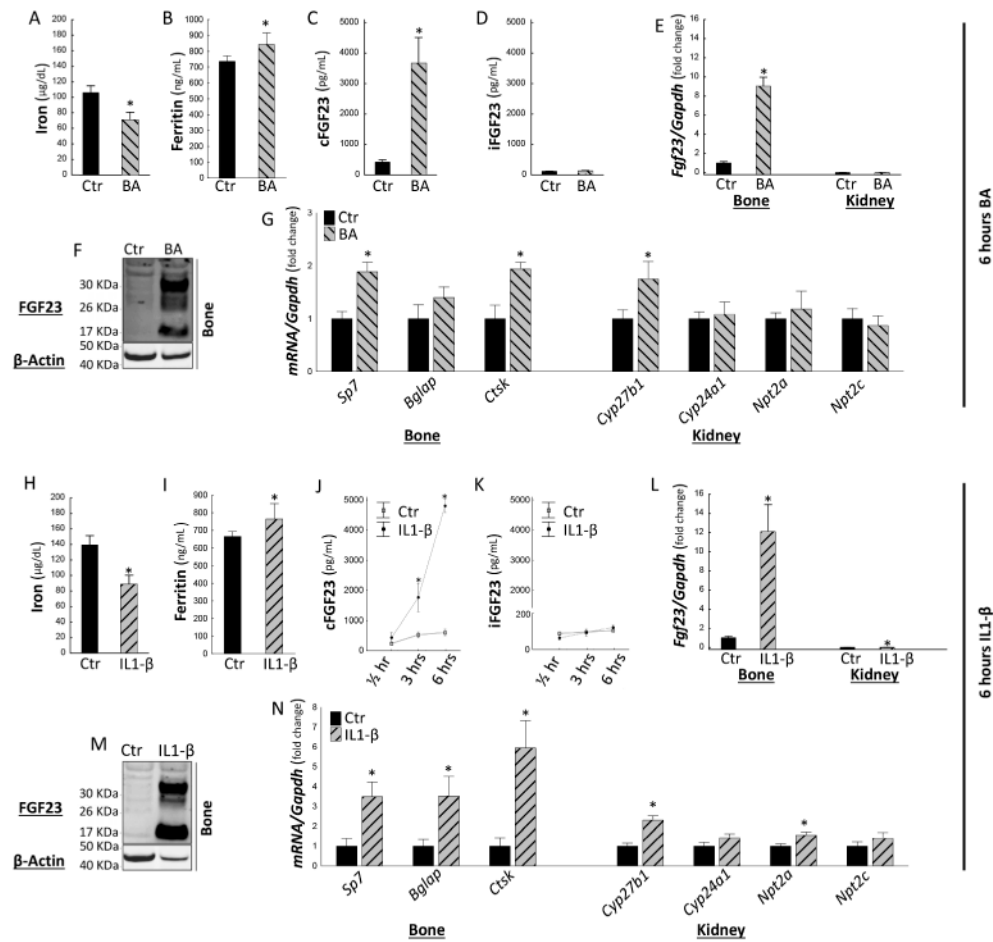 A
Iron (µg/dL)
200
180
160
140
120
100
80
60
40
20
0
*
Ctr BA
B
Ferritin (ng/mL)
1000
900
800
700
600
500
400
300
200
100
0
*
Ctr BA
C
cFGF23
(pg/mL)
5000
4000
3000
2000
1000
0
*
Ctr BA
D
iFGF23
(pg/mL)
5000
4000
3000
2000
1000
0
Ctr BA
E
Fgf23/Gapdh (fold change)
16
14
12
10
8
6
4
2
0
*
Ctr BA Ctr BA
Bone Kidney
6 hours BA
F
Ctr BA
FGF23
30 KDa
26 KDa
17 KDa
50 KDa
β-Actin
40 KDa
Bone
G
Ctr
BA
mRNA/Gapdh (fold change)
3
2
1
0
* * *
Sp7 Bglap Ctsk Cyp27b1 Cyp24a1 Npt2a Npt2c
Bone Kidney
H
Iron (µg/dL)
200
180
160
140
120
100
80
60
40
20
0
*
Ctr IL1-β
I
Ferritin (ng/mL)
900
800
700
600
500
400
300
200
100
0
*
Ctr IL1-β
J
Ctr
IL1-β
cFGF23
(pg/mL)
5000
4000
3000
2000
1000
0
* *
½ hr 3 hrs 6 hrs
K
Ctr
IL1-β
iFGF23
(pg/mL)
5000
4000
3000
2000
200
0
½ hr 3 hrs 6 hrs
L
Fgf23/Gapdh (fold change)
16
14
12
10
8
6
4
2
0
* *
Ctr IL1-β Ctr IL1-β
Bone Kidney
6 hours IL1-β
M
Ctr IL1-β
FGF23
30 KDa
26 KDa
17 KDa
50 KDa
β-Actin
40 KDa
Bone
N
Ctr
IL1-β
mRNA/Gapdh (fold change)
8
7
6
5
4
3
2
1
0
* * * * *
Sp7 Bglap Ctsk Cyp27b1 Cyp24a1 Npt2a Npt2c
Bone Kidney